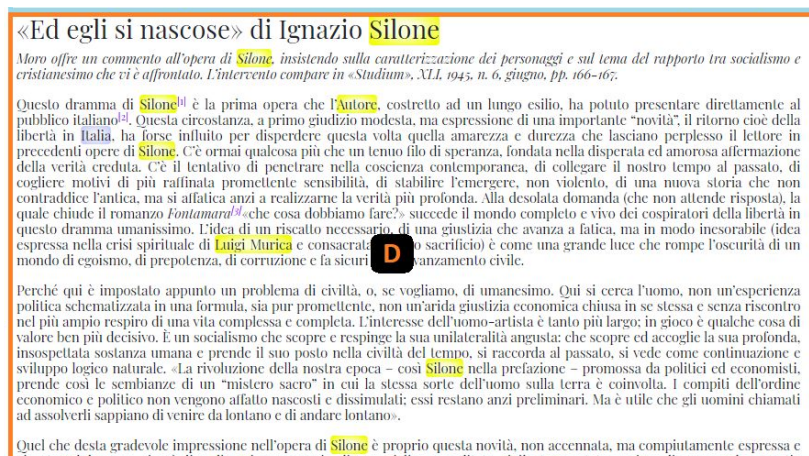 «Ed egli si nascose» di Ignazio Silone
Moro offre un commento all'opera di Silone, insistendo sulla caratterizzazione dei personaggi e sul tema del rapporto tra socialismo e
cristianesimo che vi è affrontato. L'intervento compare in «Studium», XLI, 1945, n. 6, giugno, pp. 166-167.
Questo dramma di Silone[1] è la prima opera che l'Autore, costretto ad un lungo esilio, ha potuto presentare direttamente al
pubblico italiano[2]. Questa circostanza, a primo giudizio modesta, ma espressione di una importante "novità", il ritorno cioè della
libertà in Italia, ha forse influito per disperdere questa volta quella amarezza e durezza che lasciano perplesso il lettore in
precedenti opere di Silone. C'è ormai qualcosa più che un tenuo filo di speranza, fondata nella disperata ed amorosa affermazione
della verità creduta. C'è il tentativo di penetrare nella coscienza contemporanea, di collegare il nostro tempo al passato, di
cogliere motivi di più raffinata promettente sensibilità, di stabilire l'emergere, non violento, di una nuova storia che non
contraddice l'antica, ma si affatica anzi a realizzarne la verità più profonda. Alla desolata domanda (che non attende risposta), la
quale chiude il romanzo Fontamara[3]«che cosa dobbiamo fare?» succede il mondo completo e vivo dei cospiratori della libertà in
questo dramma umanissimo. L'idea di un riscatto necessario, di una giustizia che avanza a fatica, ma in modo inesorabile (idea
espressa nella crisi spirituale di Luigi Murica e consacrata o sacrificio) è come una grande luce che rompe l'oscurità di un
mondo di egoismo, di prepotenza, di corruzione e fa sicuri avanzamento civile.
D
Perché qui è impostato appunto un problema di civiltà, o, se vogliamo, di umanesimo. Qui si cerca l'uomo, non un'esperienza
politica schematizzata in una formula, sia pur promettente, non un'arida giustizia economica chiusa in se stessa e senza riscontro
nel più ampio respiro di una vita complessa e completa. L'interesse dell'uomo-artista è tanto più largo; in gioco è qualche cosa di
valore ben più decisivo. È un socialismo che scopre e respinge la sua unilateralità angusta: che scopre ed accoglie la sua profonda,
insospettata sostanza umana e prende il suo posto nella civiltà del tempo, si raccorda al passato, si vede come continuazione e
sviluppo logico naturale. «La rivoluzione della nostra epoca – così Silone nella prefazione – promossa da politici ed economisti,
prende così le sembianze di un "mistero sacro" in cui la stessa sorte dell'uomo sulla terra è coinvolta. I compiti dell'ordine
economico e politico non vengono affatto nascosti e dissimulati; essi restano anzi preliminari. Ma è utile che gli uomini chiamati
ad assolverli sappiano di venire da lontano e di andare lontano».
Quel che desta gradevole impressione nell'opera di Silone è proprio questa novità, non accennata, ma compiutamente espressa e